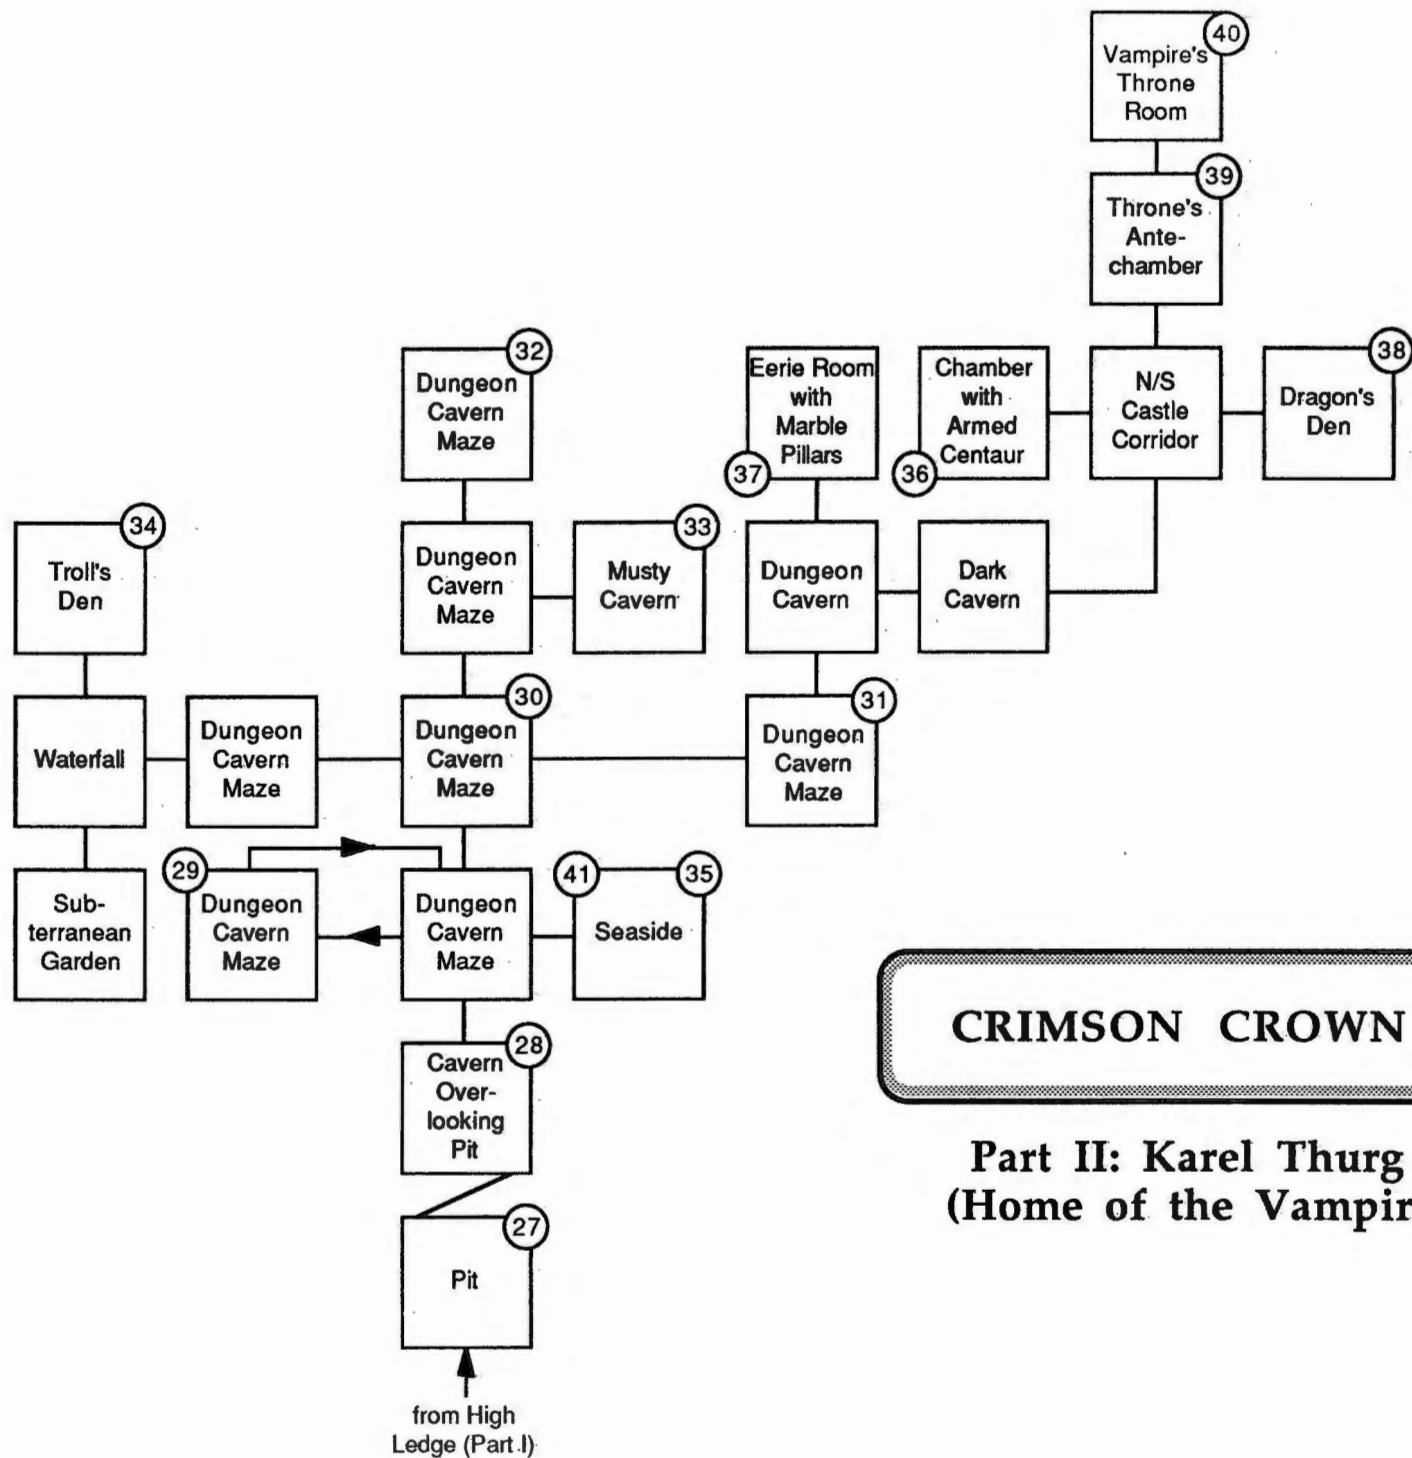 40
Vampire's
Throne
Room
39
Throne's
Ante-
chamber
32
Dungeon
Cavern
Maze
Eerie Room
with
Marble
Pillars
37
Chamber
with
Armed
Centaur
36
N/S
Castle
Corridor
38
Dragon's
Den
34
Troll's
Den
Dungeon
Cavern
Maze
33
Musty
Cavern
Dungeon
Cavern
Dark
Cavern
Waterfall
Dungeon
Cavern
Maze
30
Dungeon
Cavern
Maze
31
Dungeon
Cavern
Maze
Sub-
terranean
Garden
29
Dungeon
Cavern
Maze
Dungeon
Cavern
Maze
41
35
Seaside
28
Cavern
Over-
looking
Pit
27
Pit
from High
Ledge (Part I)
CRIMSON CROWN
Part II: Karel Thurg
(Home of the Vampir